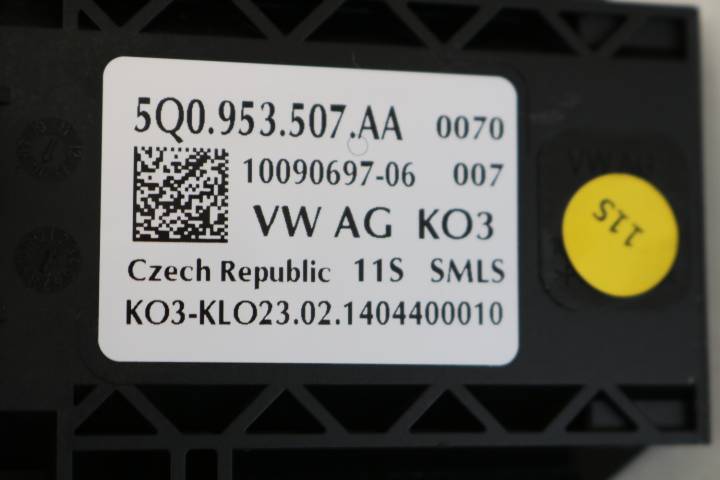 5Q0.953.507.AA 0070
10090697-06 007
VW AG KO3
Czech Republic 11S SMLS
KO3-KLO23.02.1404400010
11S